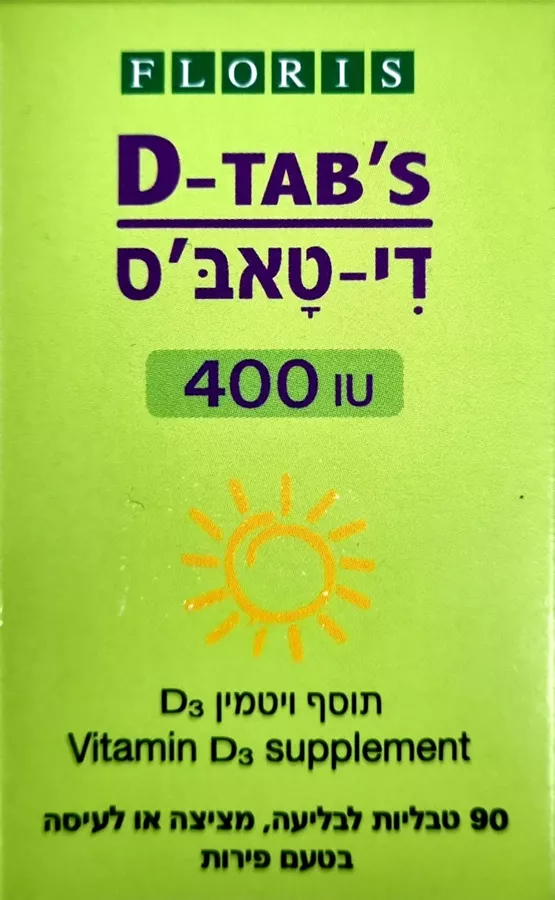 FLORIS
D-TAB'S
דִי-טָאבּ'ס
400 IU
תוסף ויטמין D3
Vitamin D3 supplement
90 טבליות לבליעה, מציצה או לעיסה
בטעם פירות